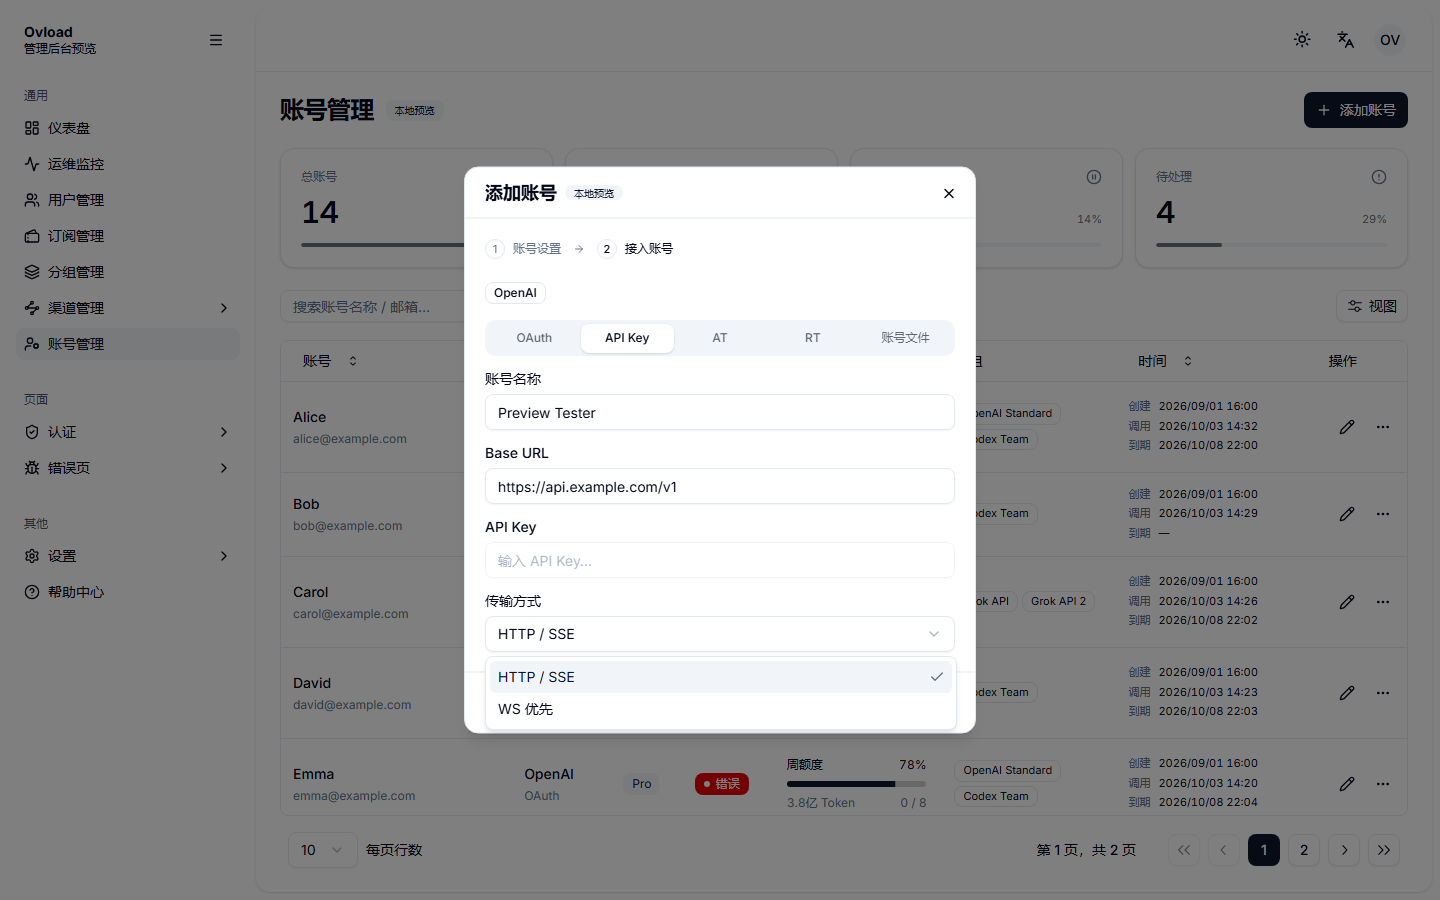 Ovload
管理后台预览
OV
通用
仪表盘
运维监控
用户管理
订阅管理
分组管理
渠道管理
账号管理
页面
认证
错误页
其他
设置
帮助中心
账号管理
本地预览
添加账号
总账号
14
14%
待处理
4
29%
搜索账号名称 / 邮箱...
视图
添加账号
本地预览
1 账号设置
2 接入账号
OpenAI
OAuth
API Key
AT
RT
账号文件
账号名称
Preview Tester
Base URL
https://api.example.com/v1
API Key
输入 API Key...
传输方式
HTTP / SSE
HTTP / SSE
WS 优先
账号
时间
操作
Alice
alice@example.com
enAI Standard
dex Team
创建 2026/09/01 16:00
调用 2026/10/03 14:32
到期 2026/10/08 22:00
Bob
bob@example.com
dex Team
创建 2026/09/01 16:00
调用 2026/10/03 14:29
到期 —
Carol
carol@example.com
ok API
Grok API 2
创建 2026/09/01 16:00
调用 2026/10/03 14:26
到期 2026/10/08 22:02
David
david@example.com
dex Team
创建 2026/09/01 16:00
调用 2026/10/03 14:23
到期 2026/10/08 22:03
Emma
emma@example.com
OpenAI
OAuth
Pro
错误
周额度 78%
3.8亿 Token 0 / 8
OpenAI Standard
Codex Team
创建 2026/09/01 16:00
调用 2026/10/03 14:20
到期 2026/10/08 22:04
10
每页行数
第 1 页，共 2 页
1
2